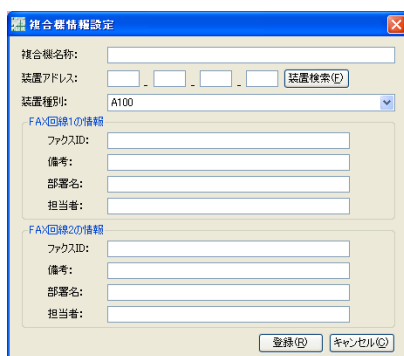 複合機情報設定
複合機名称:
装置アドレス: . . . 装置検索(F)
装置種別: A100
FAX回線1の情報
ファクスID:
備考:
部署名:
担当者:
FAX回線2の情報
ファクスID:
備考:
部署名:
担当者:
登録(R) キャンセル(C)